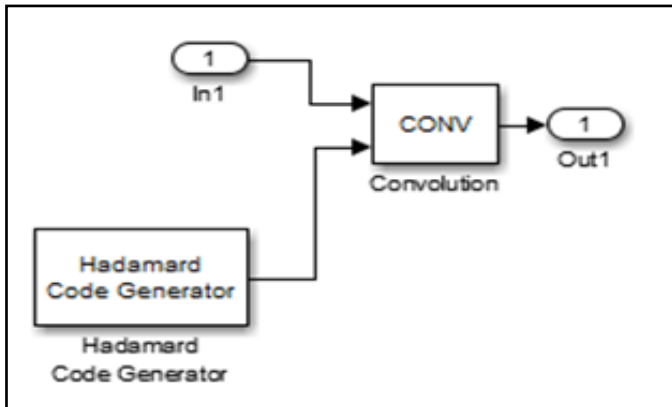 1
In1
CONV
Convolution
1
Out1
Hadamard
Code Generator
Hadamard
Code Generator